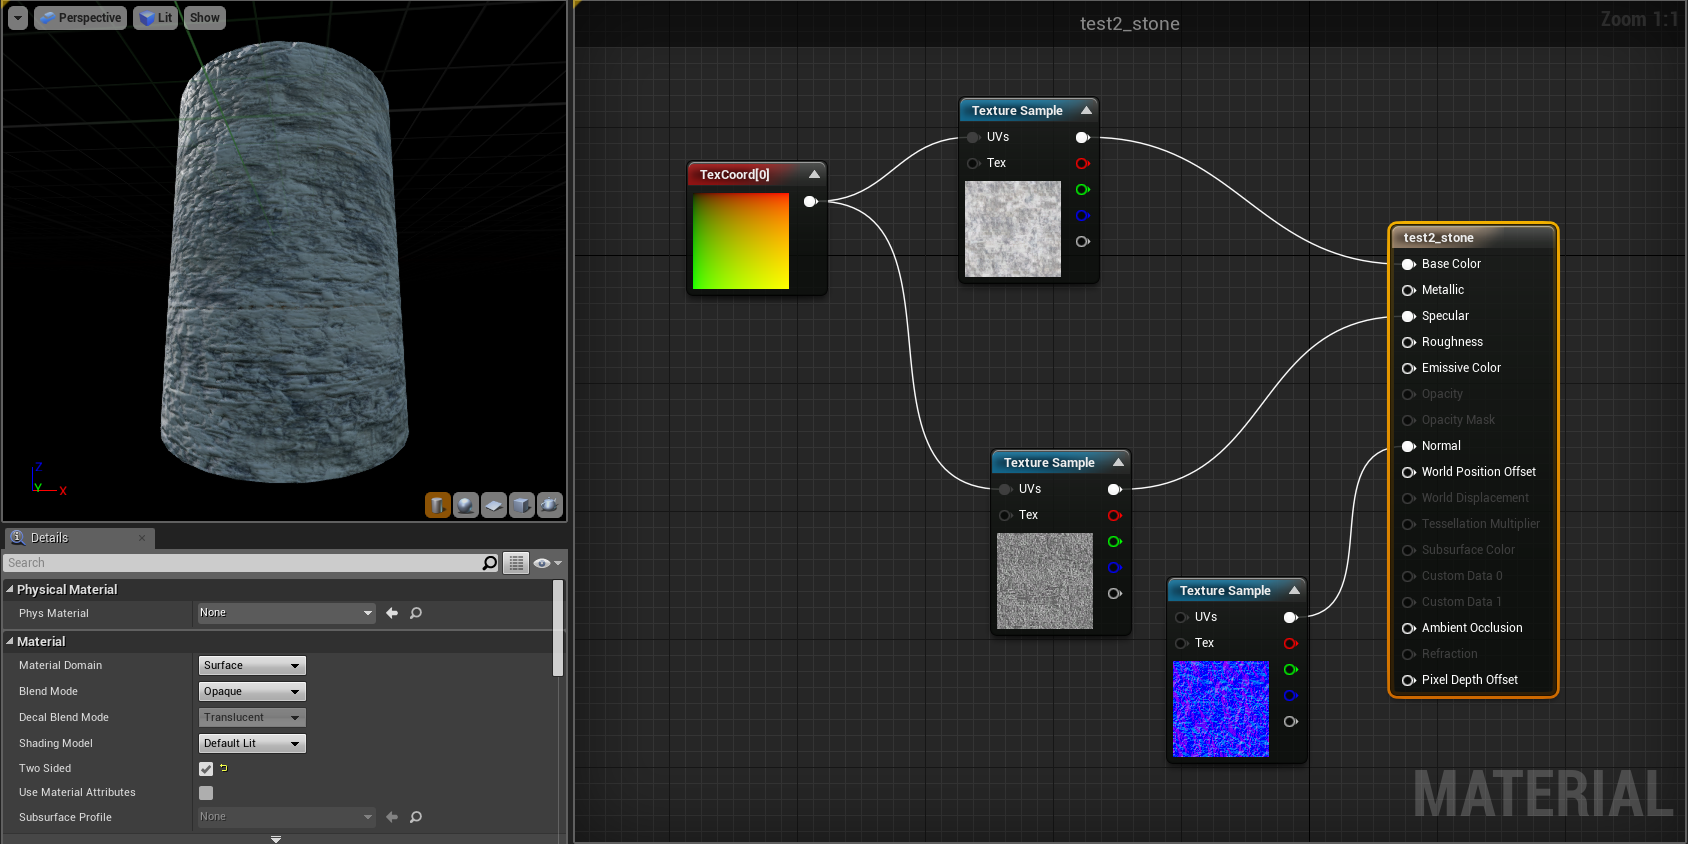 Perspective
Lit
Show
test2_stone
Zoom 1:1
Texture Sample
UVs
Tex
TexCoord[0]
test2_stone
Base Color
Metallic
Specular
Roughness
Emissive Color
Opacity
Opacity Mask
Normal
World Position Offset
World Displacement
Tessellation Multiplier
Subsurface Color
Custom Data 0
Custom Data 1
Ambient Occlusion
Refraction
Pixel Depth Offset
Texture Sample
UVs
Tex
Texture Sample
UVs
Tex
MATERIAL
Z
Y
X
Details
Search
Physical Material
Phys Material None
Material
Material Domain Surface
Blend Mode Opaque
Decal Blend Mode Translucent
Shading Model Default Lit
Two Sided
Use Material Attributes
Subsurface Profile None